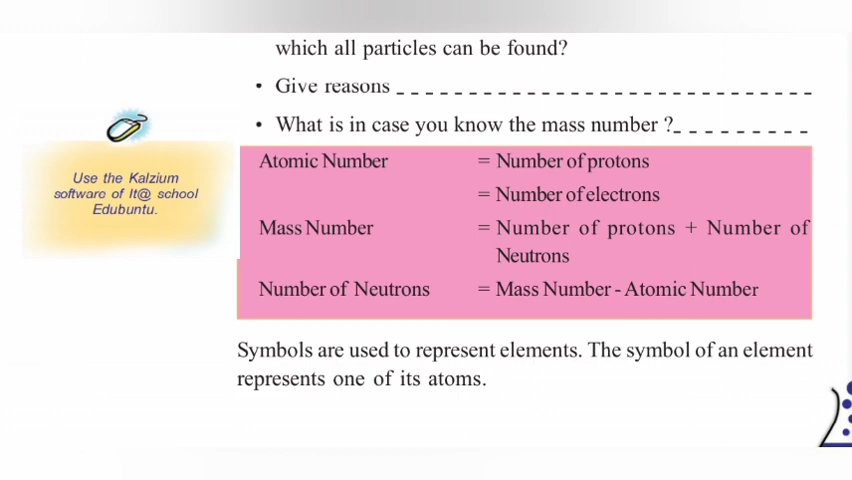 which all particles can be found?
• Give reasons _ _ _ _ _ _ _ _ _ _ _ _ _ _ _ _ _ _ _ _ _ _ _ _ _ _ _ _ _
• What is in case you know the mass number ?_ _ _ _ _ _ _ _ _
Use the Kalzium
software of It@ school
Edubuntu.
Atomic Number = Number of protons
= Number of electrons
Mass Number = Number of protons + Number of
Neutrons
Number of Neutrons = Mass Number - Atomic Number
Symbols are used to represent elements. The symbol of an element
represents one of its atoms.